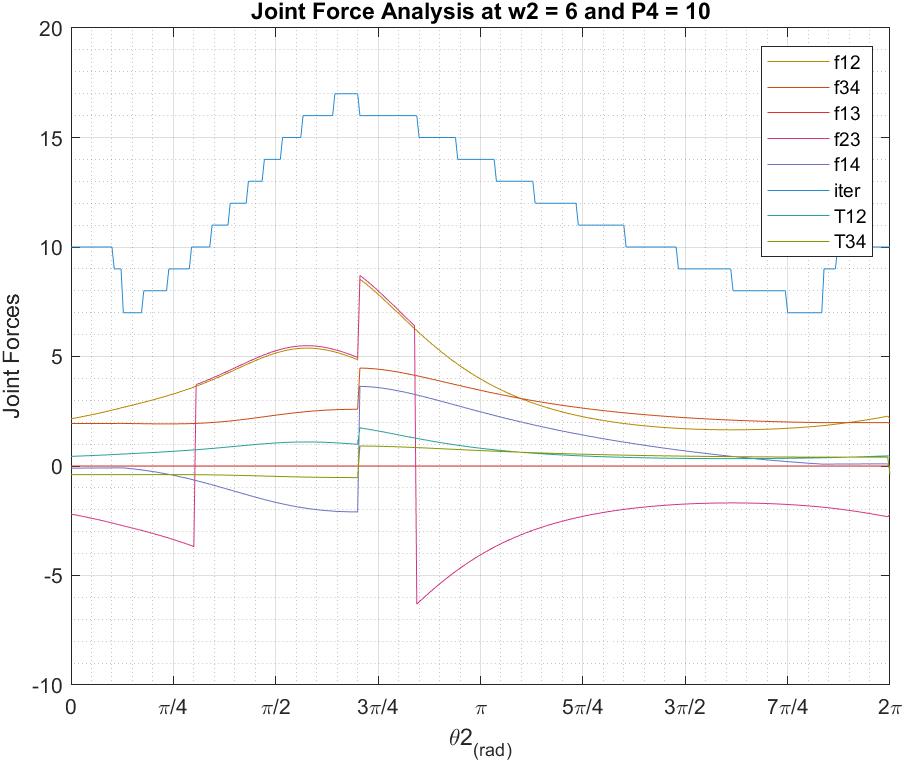 Joint Force Analysis at w2 = 6 and P4 = 10
20
15
10
5
0
-5
-10
Joint Forces
f12
f34
f13
f23
f14
iter
T12
T34
0 π/4 π/2 3π/4 π 5π/4 3π/2 7π/4 2π
θ2(rad)